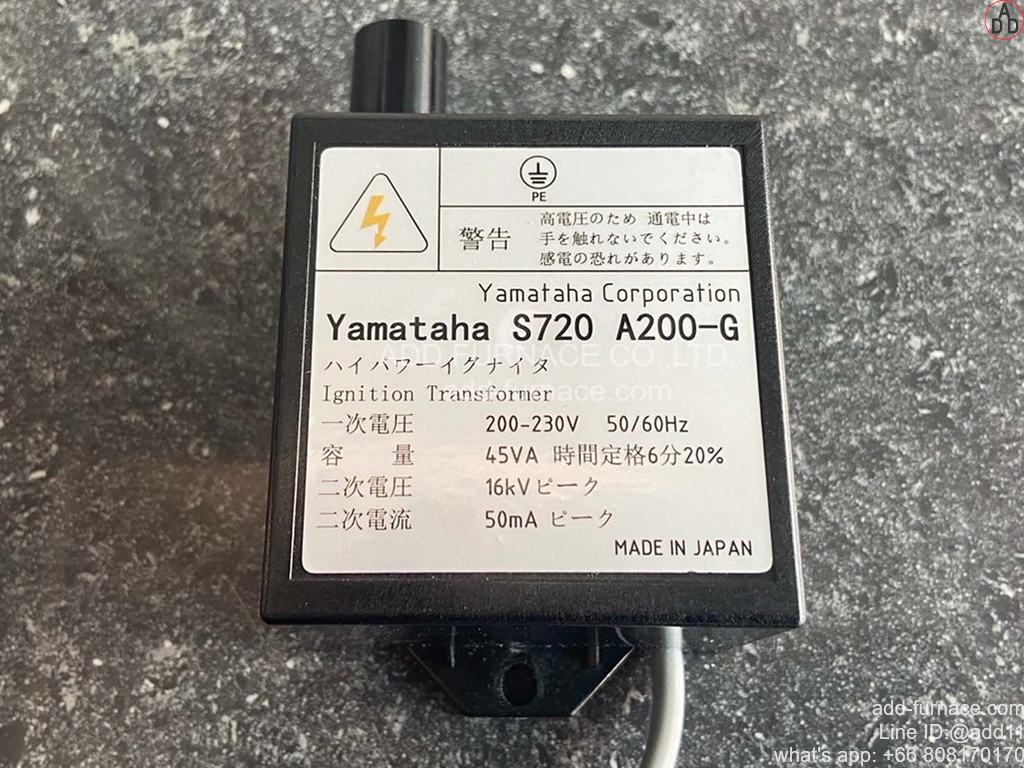 ADD
PE
警告
高電圧のため 通電中は
手を触れないでください。
感電の恐れがあります。
Yamataha Corporation
Yamataha S720 A200-G
ADD FURNACE CO.,LTD.
ハイパワーイグナイタ
add-furnace.com
Ignition Transformer
一次電圧 200-230V 50/60Hz
容 量 45VA 時間定格6分20%
二次電圧 16kVピーク
二次電流 50mA ピーク
MADE IN JAPAN
add-furnace.com
Line ID:@add11
what's app: +66 808170170